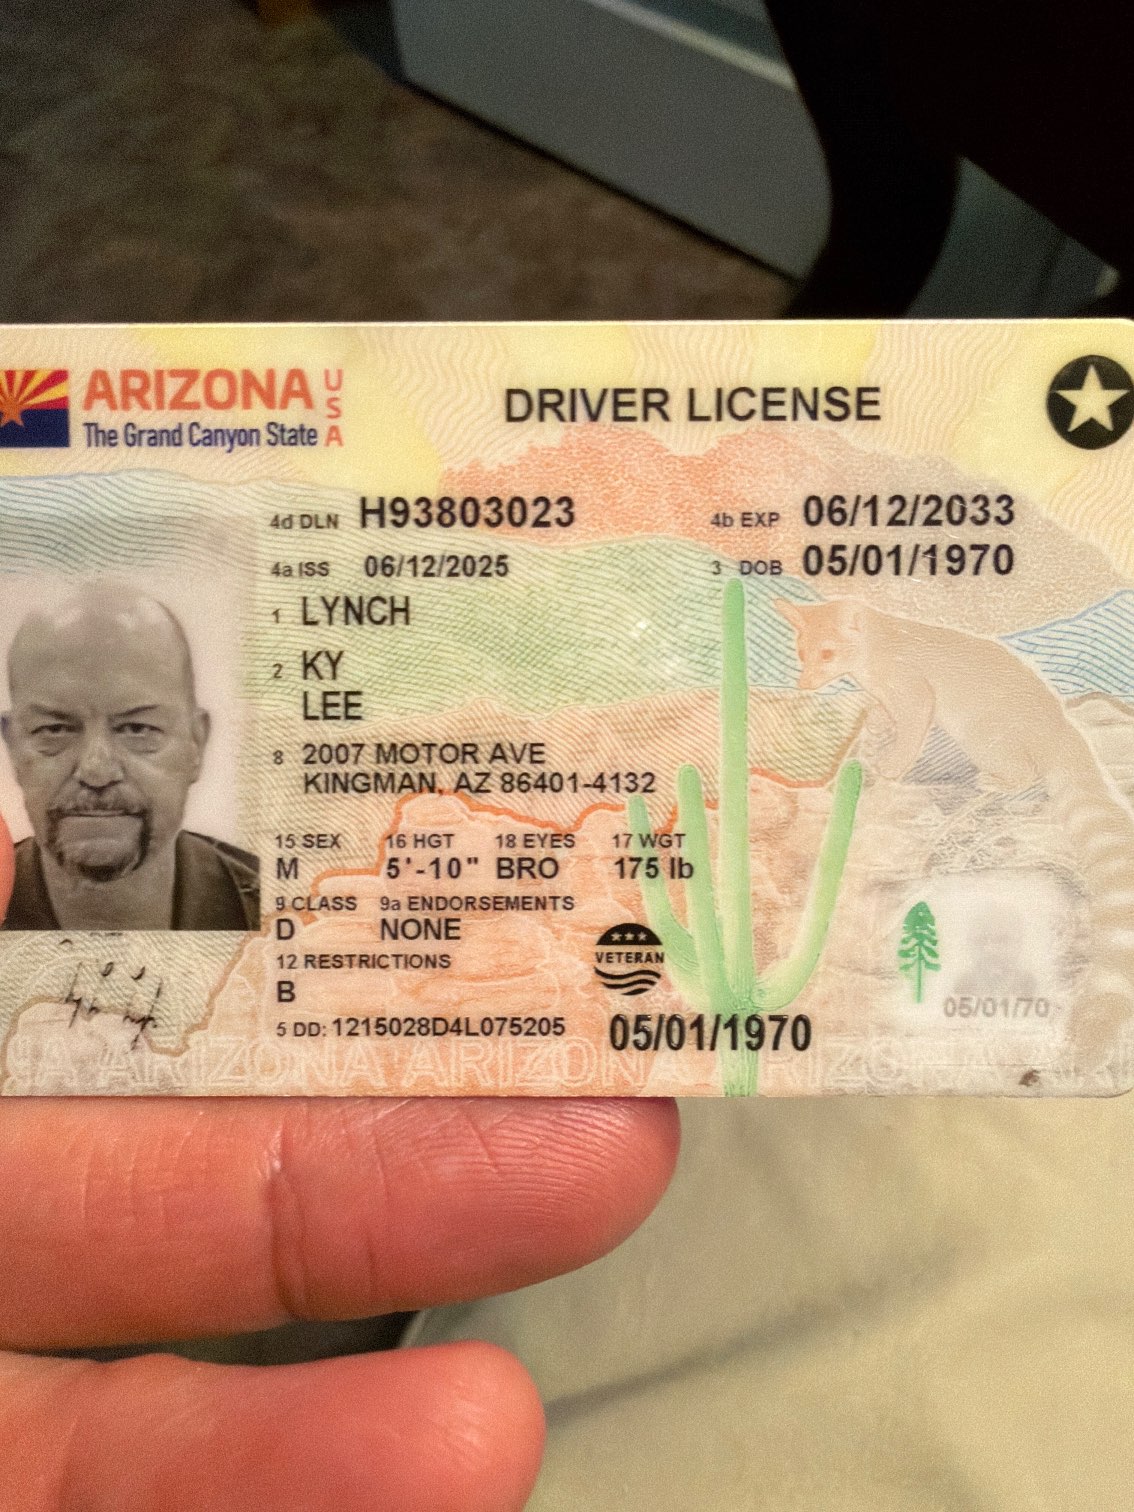 ARIZONA USA
The Grand Canyon State
DRIVER LICENSE
4d DLN H93803023
4b EXP 06/12/2033
4a ISS 06/12/2025
3 DOB 05/01/1970
1 LYNCH
2 KY
LEE
8 2007 MOTOR AVE
KINGMAN, AZ 86401-4132
15 SEX 16 HGT 18 EYES 17 WGT
M 5'-10" BRO 175 lb
9 CLASS 9a ENDORSEMENTS
D NONE
12 RESTRICTIONS
B
VETERAN
5 DD: 1215028D4L075205
05/01/1970
05/01/70
ARIZONA ARIZONA ARIZONA